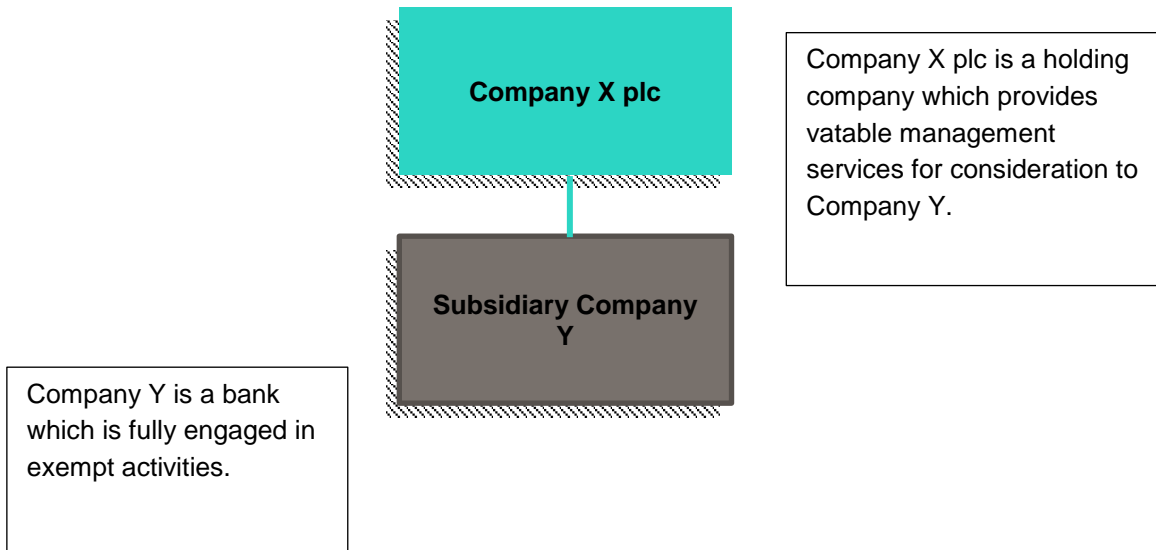 Company X plc
Company X plc is a holding
company which provides
vatable management
services for consideration to
Company Y.
Subsidiary Company
Y
Company Y is a bank
which is fully engaged in
exempt activities.